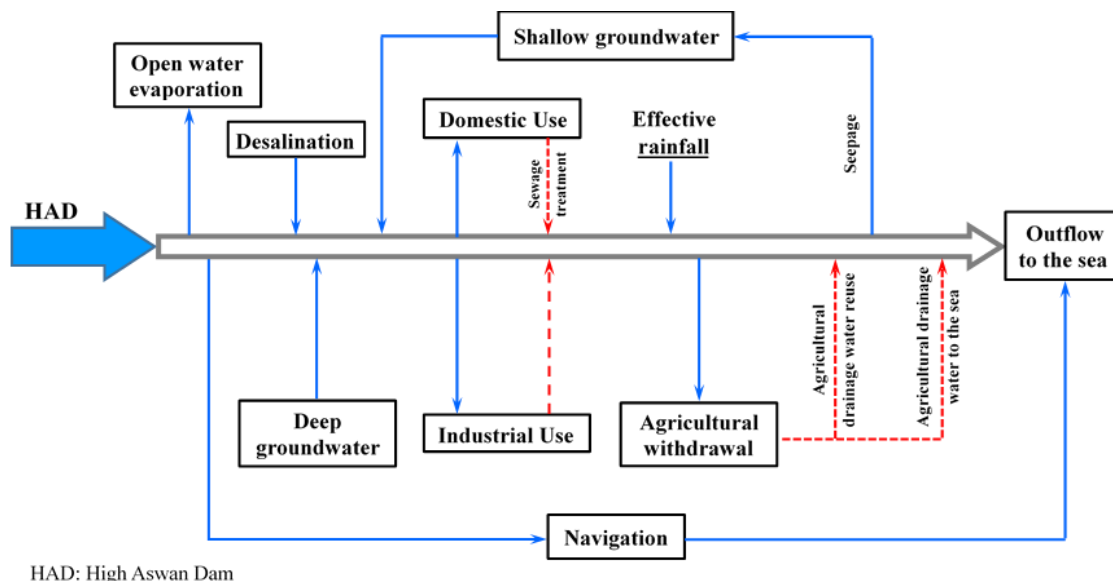 Shallow groundwater
Open water
evaporation
Desalination
Domestic Use
Effective
rainfall
Sewage
treatment
Seepage
HAD
Outflow
to the sea
Agricultural
drainage water reuse
Agricultural drainage
water to the sea
Deep
groundwater
Industrial Use
Agricultural
withdrawal
Navigation
HAD: High Aswan Dam